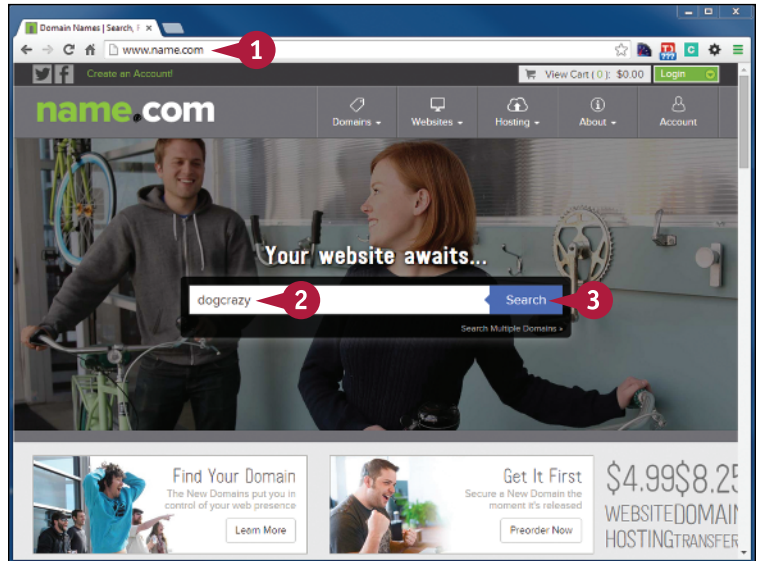 Domain Names | Search, F
www.name.com
1
Create an Account!
View Cart ( 0 ): $0.00
Login
name.com
Domains
Websites
Hosting
About
Account
Your website awaits...
dogcrazy
2
Search
3
Search Multiple Domains »
Find Your Domain
The New Domains put you in
control of your web presence
Learn More
Get It First
Secure a New Domain the
moment it's released
Preorder Now
$4.99$8.25
WEBSITEDOMAIN
HOSTINGTRANSFER